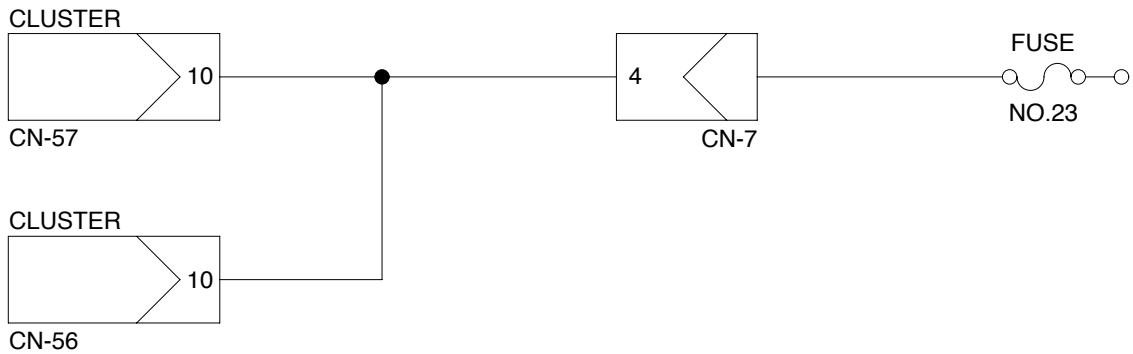 CLUSTER
10
CN-57
4
CN-7
FUSE
NO.23
CLUSTER
10
CN-56